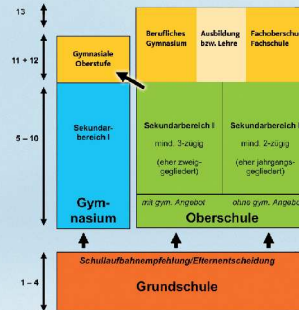 13
Berufliches
Gymnasium
Ausbildung
bzw. Lehre
Fachoberschu
Fachschule
11 + 12
Gymnasiale
Oberstufe
5 – 10
Sekundar-
bereich I
Sekundarbereich I
mind. 3-zügig
(eher zweig-
gegliedert)
Sekundarbereich I
mind. 2-zügig
(eher jahrgangs-
gegliedert)
mit gym. Angebot
ohne gym. Angebot
Gym-
nasium
Oberschule
Schullaufbahnempfehlung/Elternentscheidung
1 – 4
Grundschule